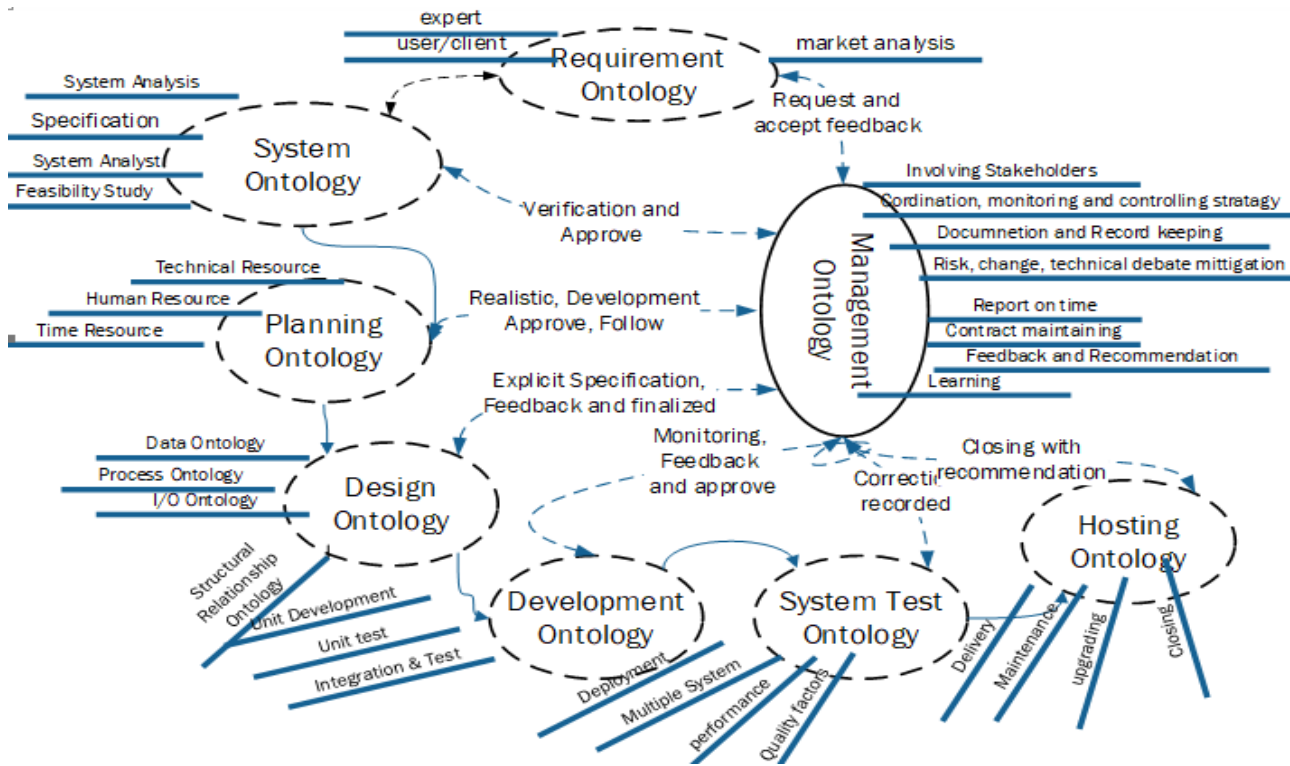 expert
user/client
Requirement
Ontology
market analysis
System Analysis
Specification
System Analyst
Feasibility Study
System
Ontology
Request and
accept feedback
Verification and
Approve
Involving Stakeholders
Cordination, monitoring and controlling stratagy
Documnetion and Record keeping
Risk, change, technical debate mittigation
Report on time
Contract maintaining
Feedback and Recommendation
Learning
Management
Ontology
Technical Resource
Human Resource
Time Resource
Planning
Ontology
Realistic, Development
Approve, Follow
Explicit Specification,
Feedback and finalized
Data Ontology
Process Ontology
I/O Ontology
Structural
Relationship
Ontology
Design
Ontology
Monitoring,
Feedback
and approve
Correcti
recorded
Closing with
recommendation
Unit Development
Unit test
Integration & Test
Development
Ontology
Deployment
Multiple System
performance
Quality factors
System Test
Ontology
Hosting
Ontology
Delivery
Maintenance
upgrading
Closing